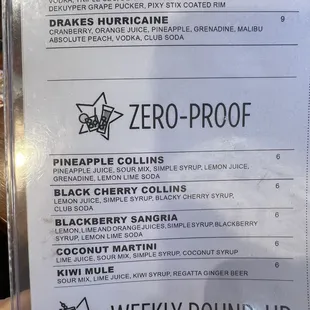 VODKA,
DEKUYPER GRAPE PUCKER, PIXY STIX COATED RIM
DRAKES HURRICAINE 9
CRANBERRY, ORANGE JUICE, PINEAPPLE, GRENADINE, MALIBU
ABSOLUTE PEACH, VODKA, CLUB SODA
ZERO-PROOF
PINEAPPLE COLLINS 6
PINEAPPLE JUICE, SOUR MIX, SIMPLE SYRUP, LEMON JUICE,
GRENADINE, LEMON LIME SODA
BLACK CHERRY COLLINS 6
LEMON JUICE, SIMPLE SYRUP, BLACKY CHERRY SYRUP,
CLUB SODA
BLACKBERRY SANGRIA 6
LEMON, LIME AND ORANGE JUICES, SIMPLE SYRUP, BLACKBERRY
SYRUP, LEMON LIME SODA
COCONUT MARTINI 6
LIME JUICE, SOUR MIX, SIMPLE SYRUP, COCONUT SYRUP
KIWI MULE 6
SOUR MIX, LIME JUICE, KIWI SYRUP, REGATTA GINGER BEER
WEEKLY ROUND-UP